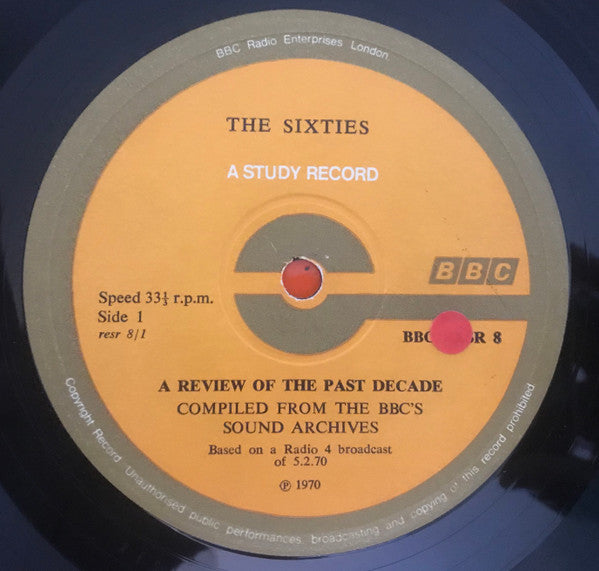 BBC Radio Enterprises London.
THE SIXTIES
A STUDY RECORD
BBC
Speed 33⅓ r.p.m.
Side 1
resr 8/1
8
A REVIEW OF THE PAST DECADE
COMPILED FROM THE BBC'S
SOUND ARCHIVES
Based on a Radio 4 broadcast
of 5.2.70
℗ 1970
Copyright Record. Unauthorised public performances, broadcasting and copying of this record prohibited